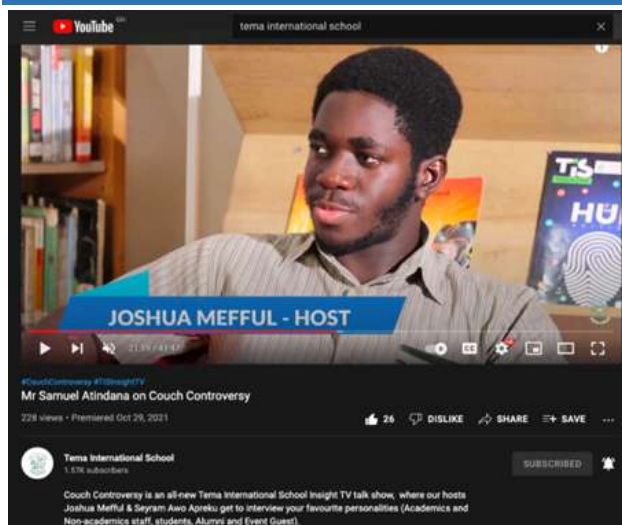 YouTube GH
tema international school
TiS
HU
JOSHUA MEFFUL - HOST
21:15 / 41:47
#CouchControversy #TISInsightTV
Mr Samuel Atindana on Couch Controversy
228 views • Premiered Oct 29, 2021
26 DISLIKE SHARE SAVE
Tema International School
1.57K subscribers
SUBSCRIBED
Couch Controversy is an all-new Tema International School Insight TV talk show, where our hosts
Joshua Mefful & Seyram Awo Apreku get to interview your favourite personalities (Academics and
Non-academics staff, students, Alumni and Event Guest).